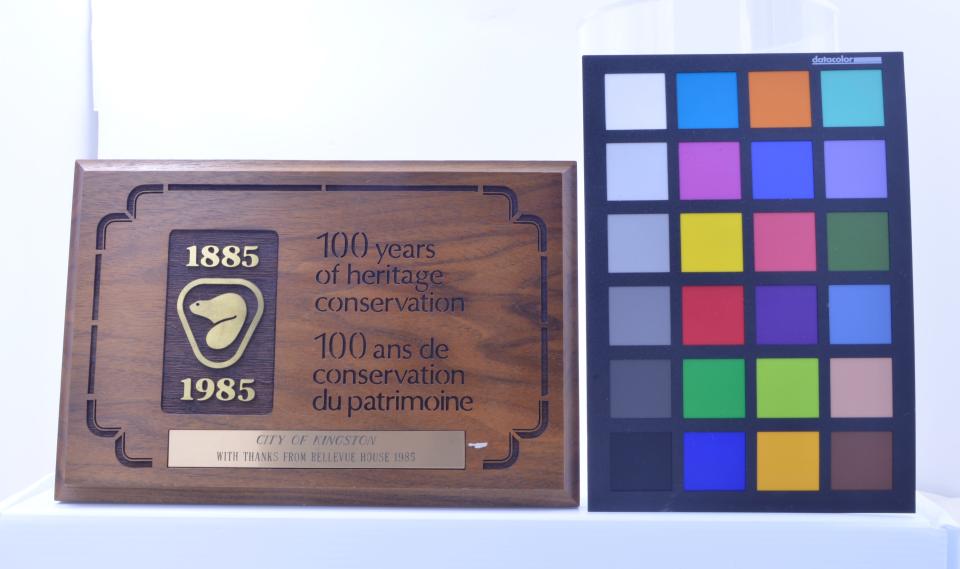 1885
1985
100 years
of heritage
conservation
100 ans de
conservation
du patrimoine
CITY OF KINGSTON
WITH THANKS FROM BELLEVUE HOUSE 1985
datacolor